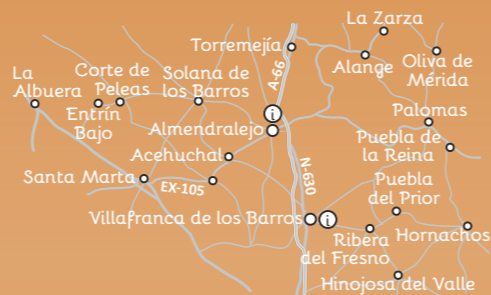 La Zarza
Torremejía
Alange
Oliva de
Mérida
La
Albuera
Corte de
Peleas
Solana de
los Barros
A-66
Entrín
Bajo
Palomas
i
Almendralejo
Puebla de
la Reina
Acehuchal
Santa Marta
EX-105
N-630
Puebla
del Prior
Villafranca de los Barros
i
Ribera
del Fresno
Hornachos
Hinojosa del Valle